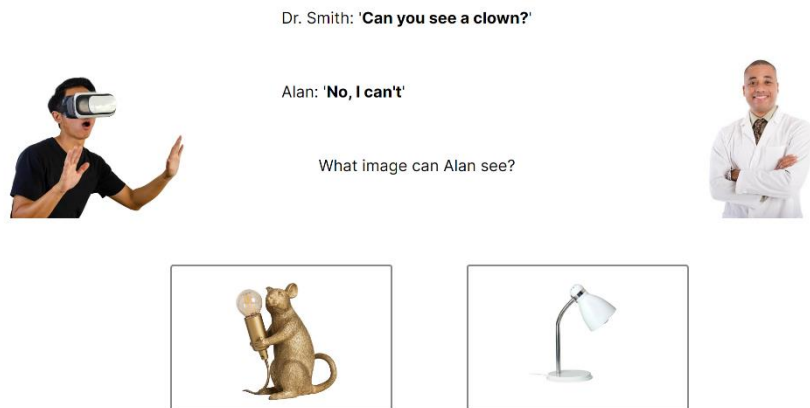 Dr. Smith: 'Can you see a clown?'
Alan: 'No, I can't'
What image can Alan see?